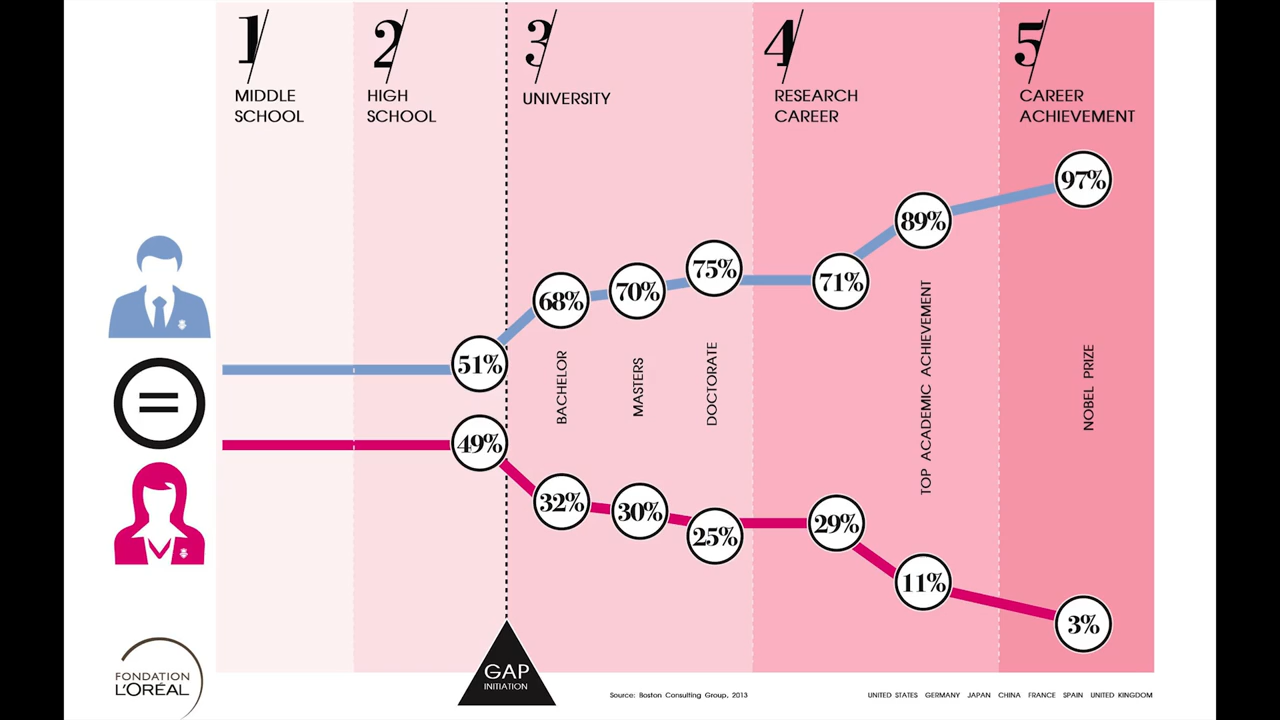 1/
MIDDLE
SCHOOL
2/
HIGH
SCHOOL
3/
UNIVERSITY
4/
RESEARCH
CAREER
5/
CAREER
ACHIEVEMENT
51%
68%
70%
75%
71%
89%
97%
BACHELOR
MASTERS
DOCTORATE
TOP ACADEMIC ACHIEVEMENT
NOBEL PRIZE
=
49%
32%
30%
25%
29%
11%
3%
GAP
INITIATION
FONDATION
L'ORÉAL
Source: Boston Consulting Group, 2013
UNITED STATES GERMANY JAPAN CHINA FRANCE SPAIN UNITED KINGDOM